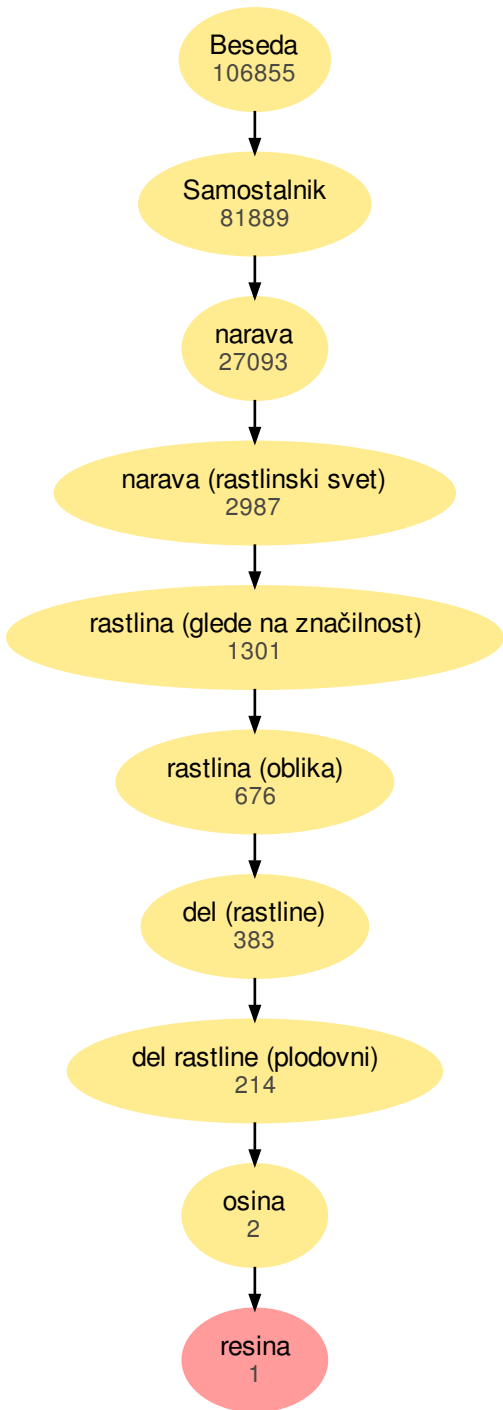 Beseda
106855
Samostalnik
81889
narava
27093
narava (rastlinski svet)
2987
rastlina (glede na značilnost)
1301
rastlina (oblika)
676
del (rastline)
383
del rastline (plodovni)
214
osina
2
resina
1